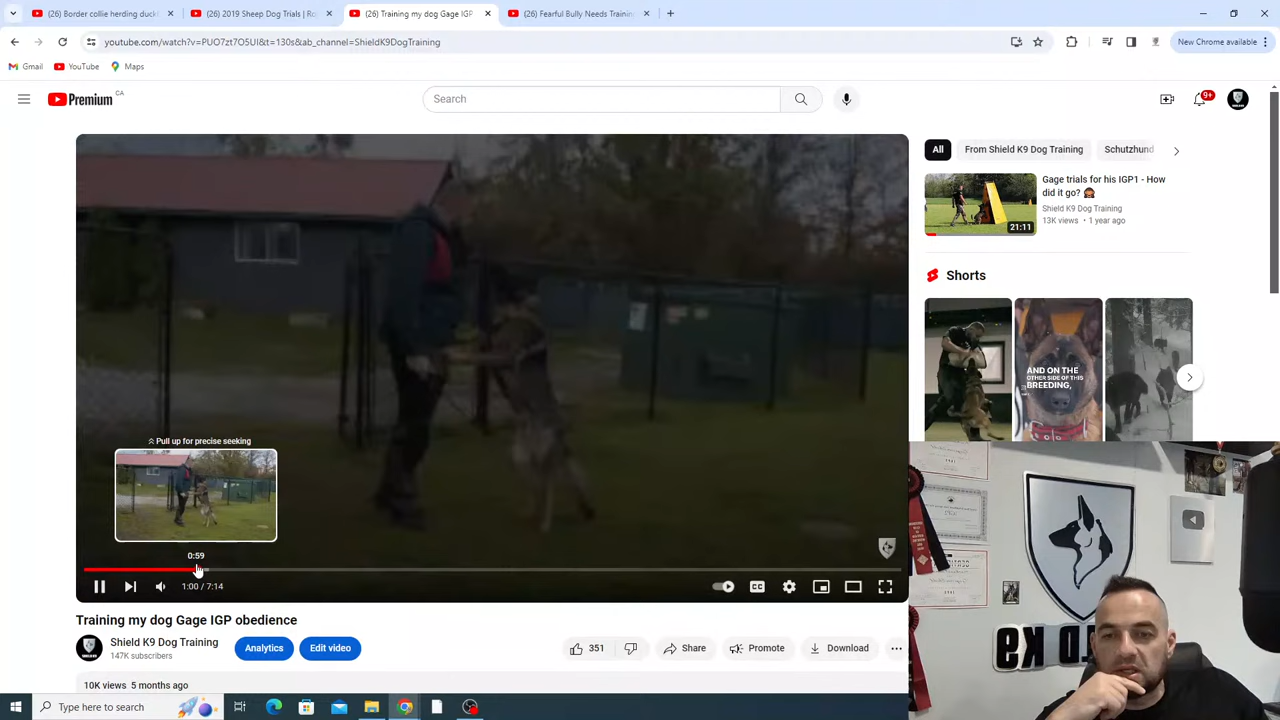 (26) Border collie herding duck
(26) 2019 Sheep Dog Trials | Ro
(26) Training my dog Gage IGP
(26) Fearful Bully Needs Training
youtube.com/watch?v=PUO7zt7O5UI&t=130s&ab_channel=ShieldK9DogTraining
New Chrome available
Gmail
YouTube
Maps
Premium CA
Search
9+
All
From Shield K9 Dog Training
Schutzhund
Gage trials for his IGP1 - How
did it go?
Shield K9 Dog Training
13K views • 1 year ago
21:11
Shorts
AND ON THE
OTHER SIDE OF THIS
BREEDING,
Pull up for precise seeking
0:59
1:00 / 7:14
CC
Training my dog Gage IGP obedience
Shield K9 Dog Training
147K subscribers
Analytics
Edit video
351
Share
Promote
Download
10K views 5 months ago
Type here to search